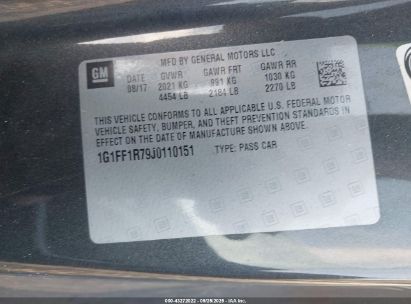 MFD BY GENERAL MOTORS LLC
GM
DATE GVWR GAWR FRT GAWR RR
08/17 2021 KG 991 KG 1030 KG
4454 LB 2184 LB 2270 LB
THIS VEHICLE CONFORMS TO ALL APPLICABLE U.S. FEDERAL MOTOR
VEHICLE SAFETY, BUMPER, AND THEFT PREVENTION STANDARDS IN
EFFECT ON THE DATE OF MANUFACTURE SHOWN ABOVE.
1G1FF1R79J0110151 TYPE: PASS CAR